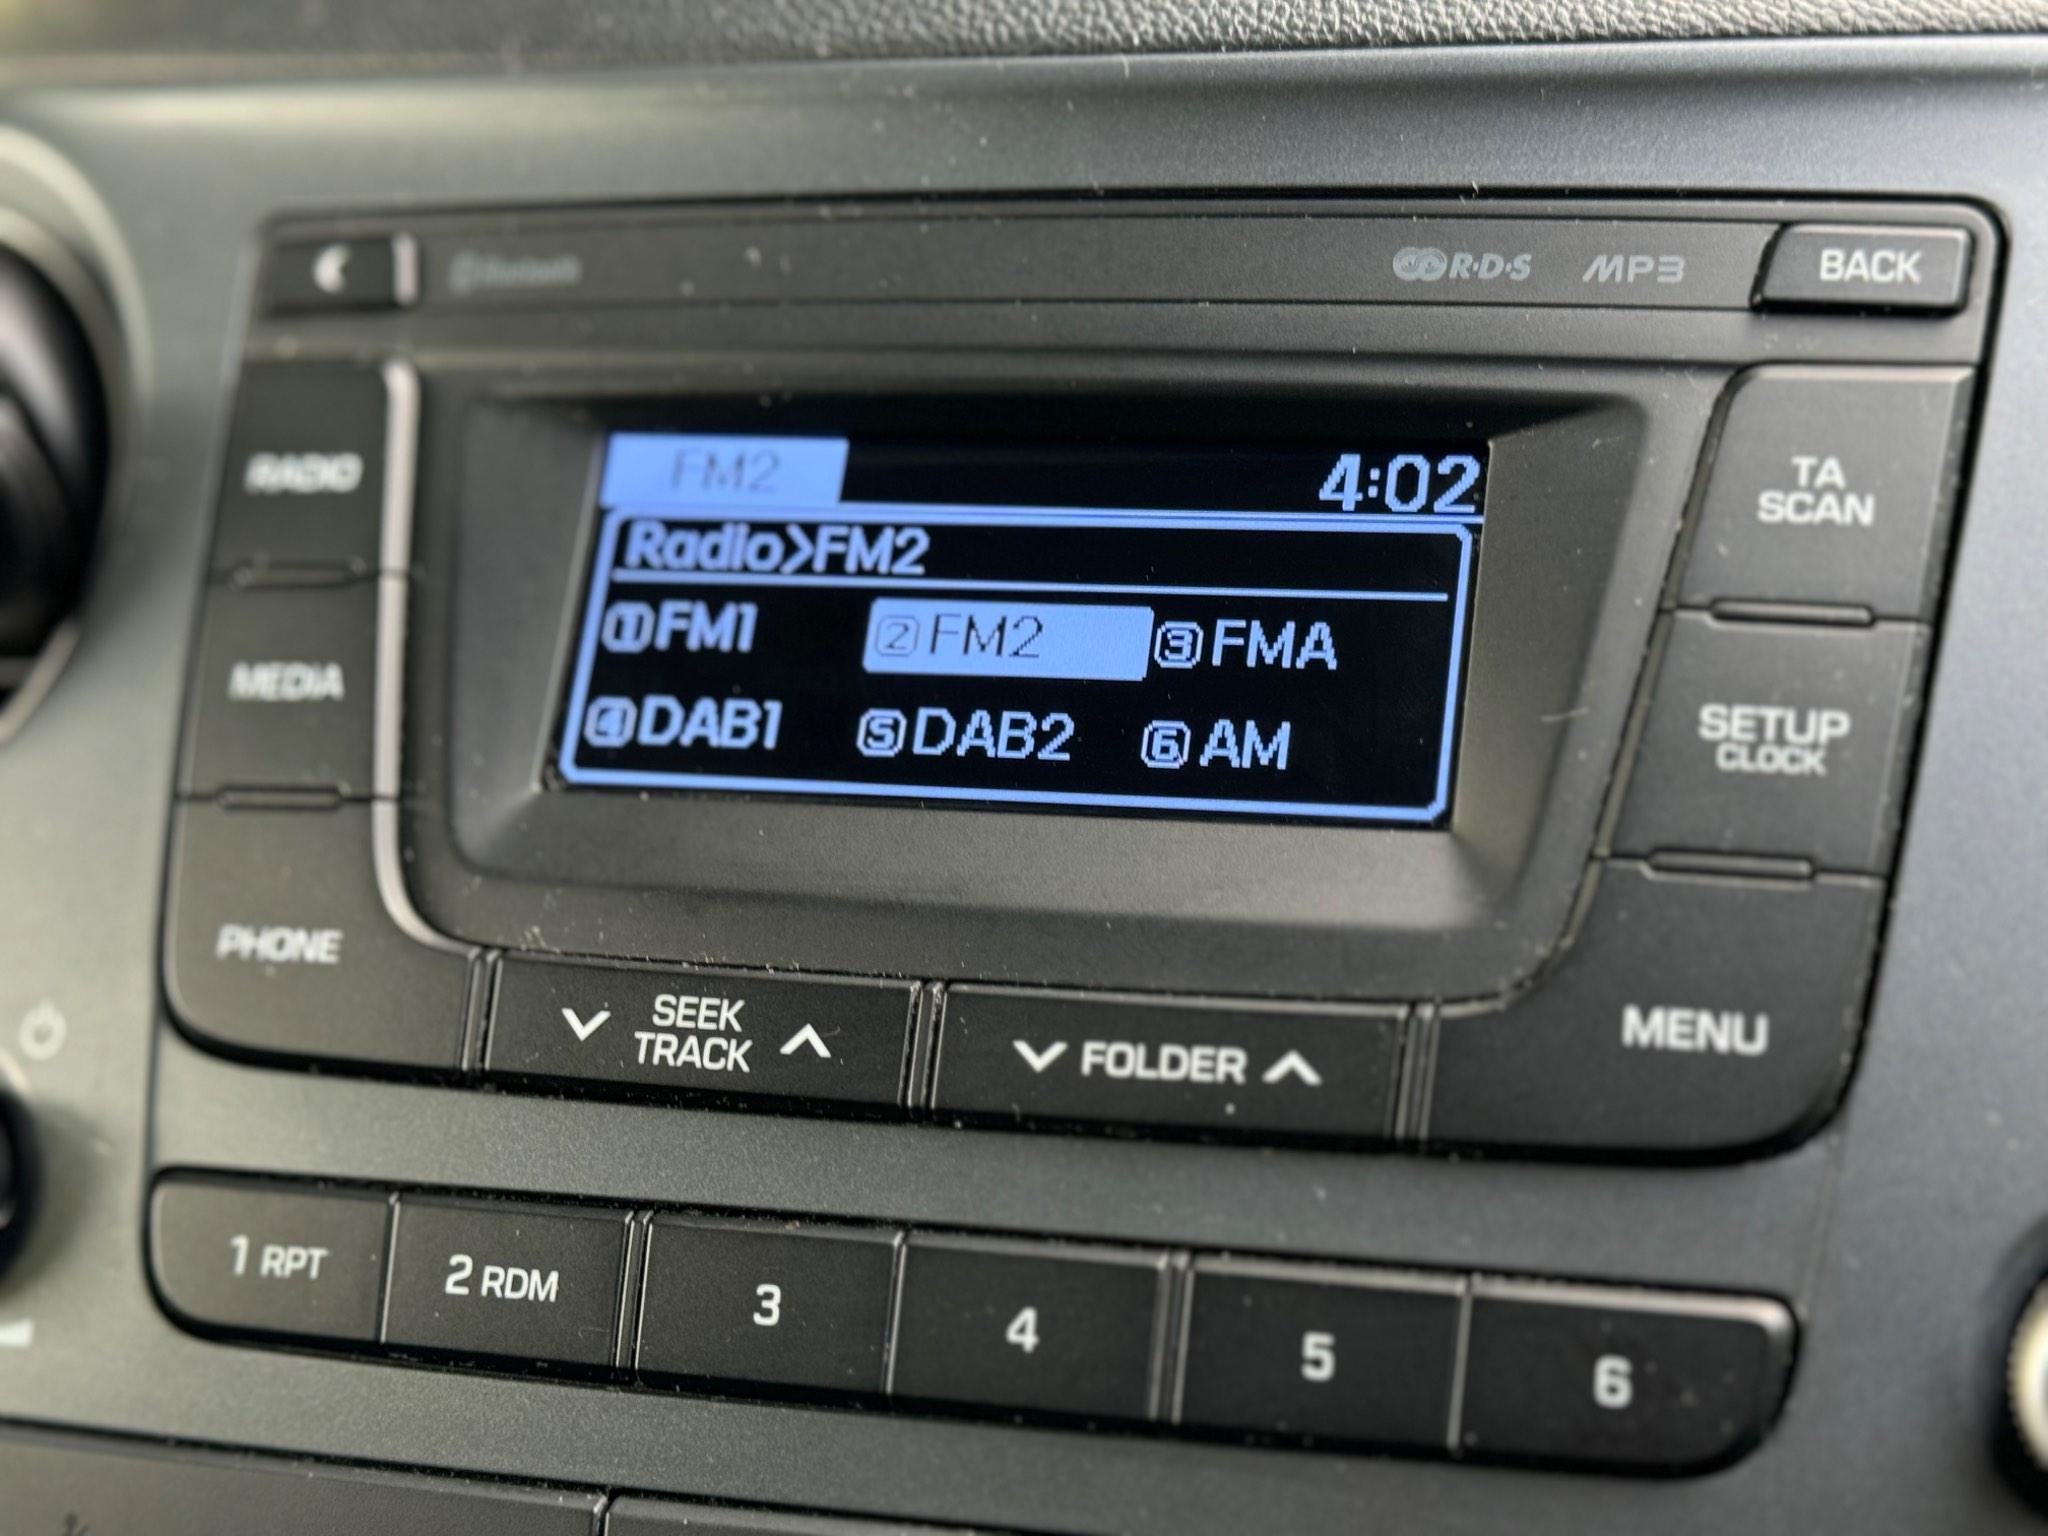 Bluetooth
R·D·S
MP3
BACK
RADIO
FM2
4:02
TA
SCAN
Radio>FM2
1 FM1
2 FM2
3 FMA
MEDIA
4 DAB1
5 DAB2
6 AM
SETUP
CLOCK
PHONE
SEEK
TRACK
FOLDER
MENU
1 RPT
2 RDM
3
4
5
6